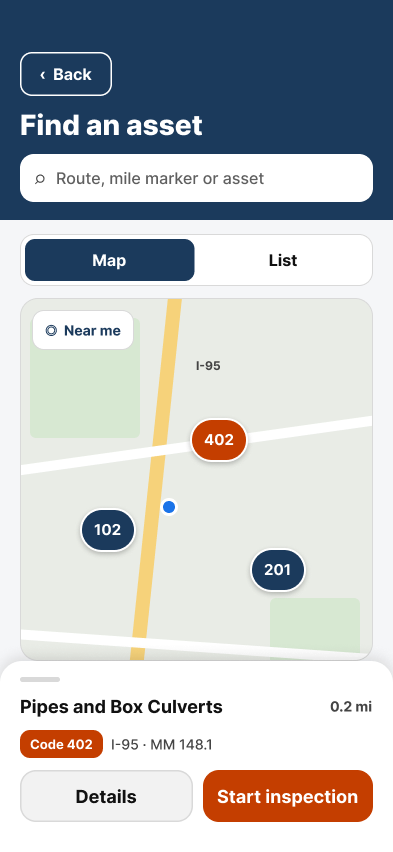 ‹ Back
Find an asset
Route, mile marker or asset
Map
List
Near me
I-95
402
102
201
Pipes and Box Culverts
0.2 mi
Code 402
I-95 · MM 148.1
Details
Start inspection